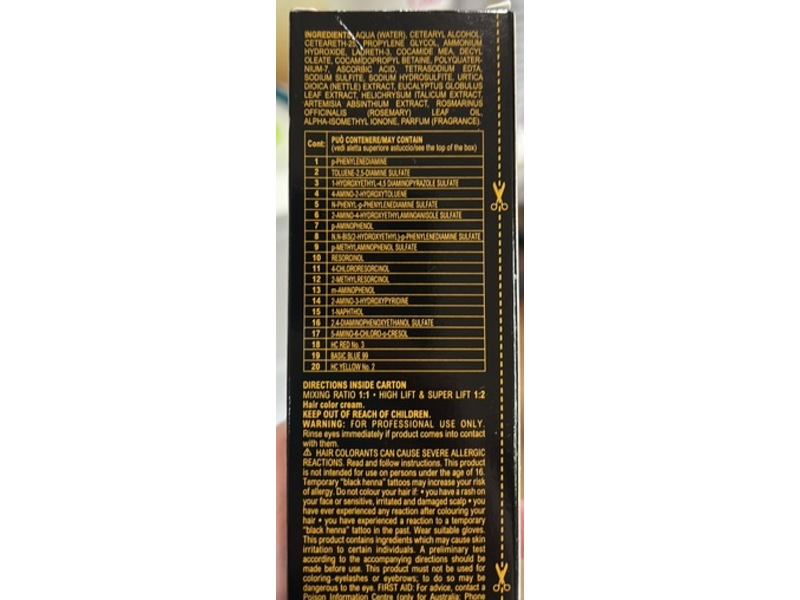 INGREDIENTS: AQUA (WATER), CETEARYL ALCOHOL,
CETEARETH-25, PROPYLENE GLYCOL, AMMONIUM
HYDROXIDE, LAURETH-3, COCAMIDE MEA, DECYL
OLEATE, COCAMIDOPROPYL BETAINE, POLYQUATER-
NIUM-7, ASCORBIC ACID, TETRASODIUM EDTA,
SODIUM SULFITE, SODIUM HYDROSULFITE, URTICA
DIOICA (NETTLE) EXTRACT, EUCALYPTUS GLOBULUS
LEAF EXTRACT, HELICHRYSUM ITALICUM EXTRACT,
ARTEMISIA ABSINTHIUM EXTRACT, ROSMARINUS
OFFICINALIS (ROSEMARY) LEAF OIL,
ALPHA-ISOMETHYL IONONE, PARFUM (FRAGRANCE).
Cont: PUÒ CONTENERE/MAY CONTAIN
(vedi aletta superiore astuccio/see the top of the box)
1 p-PHENYLENEDIAMINE
2 TOLUENE-2,5-DIAMINE SULFATE
3 1-HYDROXYETHYL-4,5 DIAMINOPYRAZOLE SULFATE
4 4-AMINO-2-HYDROXYTOLUENE
5 N-PHENYL-p-PHENYLENEDIAMINE SULFATE
6 2-AMINO-4-HYDROXYETHYLAMINOANISOLE SULFATE
7 p-AMINOPHENOL
8 N,N-BIS(2-HYDROXYETHYL)-p-PHENYLENEDIAMINE SULFATE
9 p-METHYLAMINOPHENOL SULFATE
10 RESORCINOL
11 4-CHLORORESORCINOL
12 2-METHYLRESORCINOL
13 m-AMINOPHENOL
14 2-AMINO-3-HYDROXYPYRIDINE
15 1-NAPHTHOL
16 2,4-DIAMINOPHENOXYETHANOL SULFATE
17 5-AMINO-6-CHLORO-o-CRESOL
18 HC RED No. 3
19 BASIC BLUE 99
20 HC YELLOW No. 2
DIRECTIONS INSIDE CARTON
MIXING RATIO 1:1 • HIGH LIFT & SUPER LIFT 1:2
Hair color cream.
KEEP OUT OF REACH OF CHILDREN.
WARNING: FOR PROFESSIONAL USE ONLY.
Rinse eyes immediately if product comes into contact
with them.
⚠ HAIR COLORANTS CAN CAUSE SEVERE ALLERGIC
REACTIONS. Read and follow instructions. This product
is not intended for use on persons under the age of 16.
Temporary "black henna" tattoos may increase your risk
of allergy. Do not colour your hair if: • you have a rash on
your face or sensitive, irritated and damaged scalp • you
have ever experienced any reaction after colouring your
hair • you have experienced a reaction to a temporary
"black henna" tattoo in the past. Wear suitable gloves.
This product contains ingredients which may cause skin
irritation to certain individuals. A preliminary test
according to the accompanying directions should be
made before use. This product must not be used for
coloring eyelashes or eyebrows; to do so may be
dangerous to the eye. FIRST AID: For advice, contact a
Poison Information Centre (only for Australia: Phone